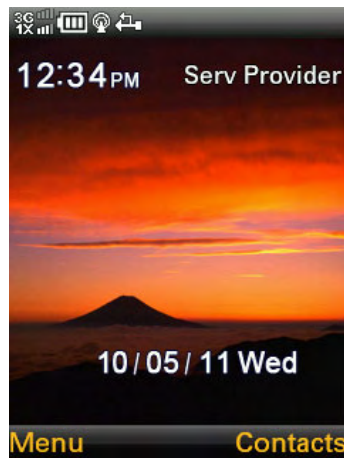 3G
1X
12:34PM Serv Provider
10/05/11 Wed
Menu Contacts